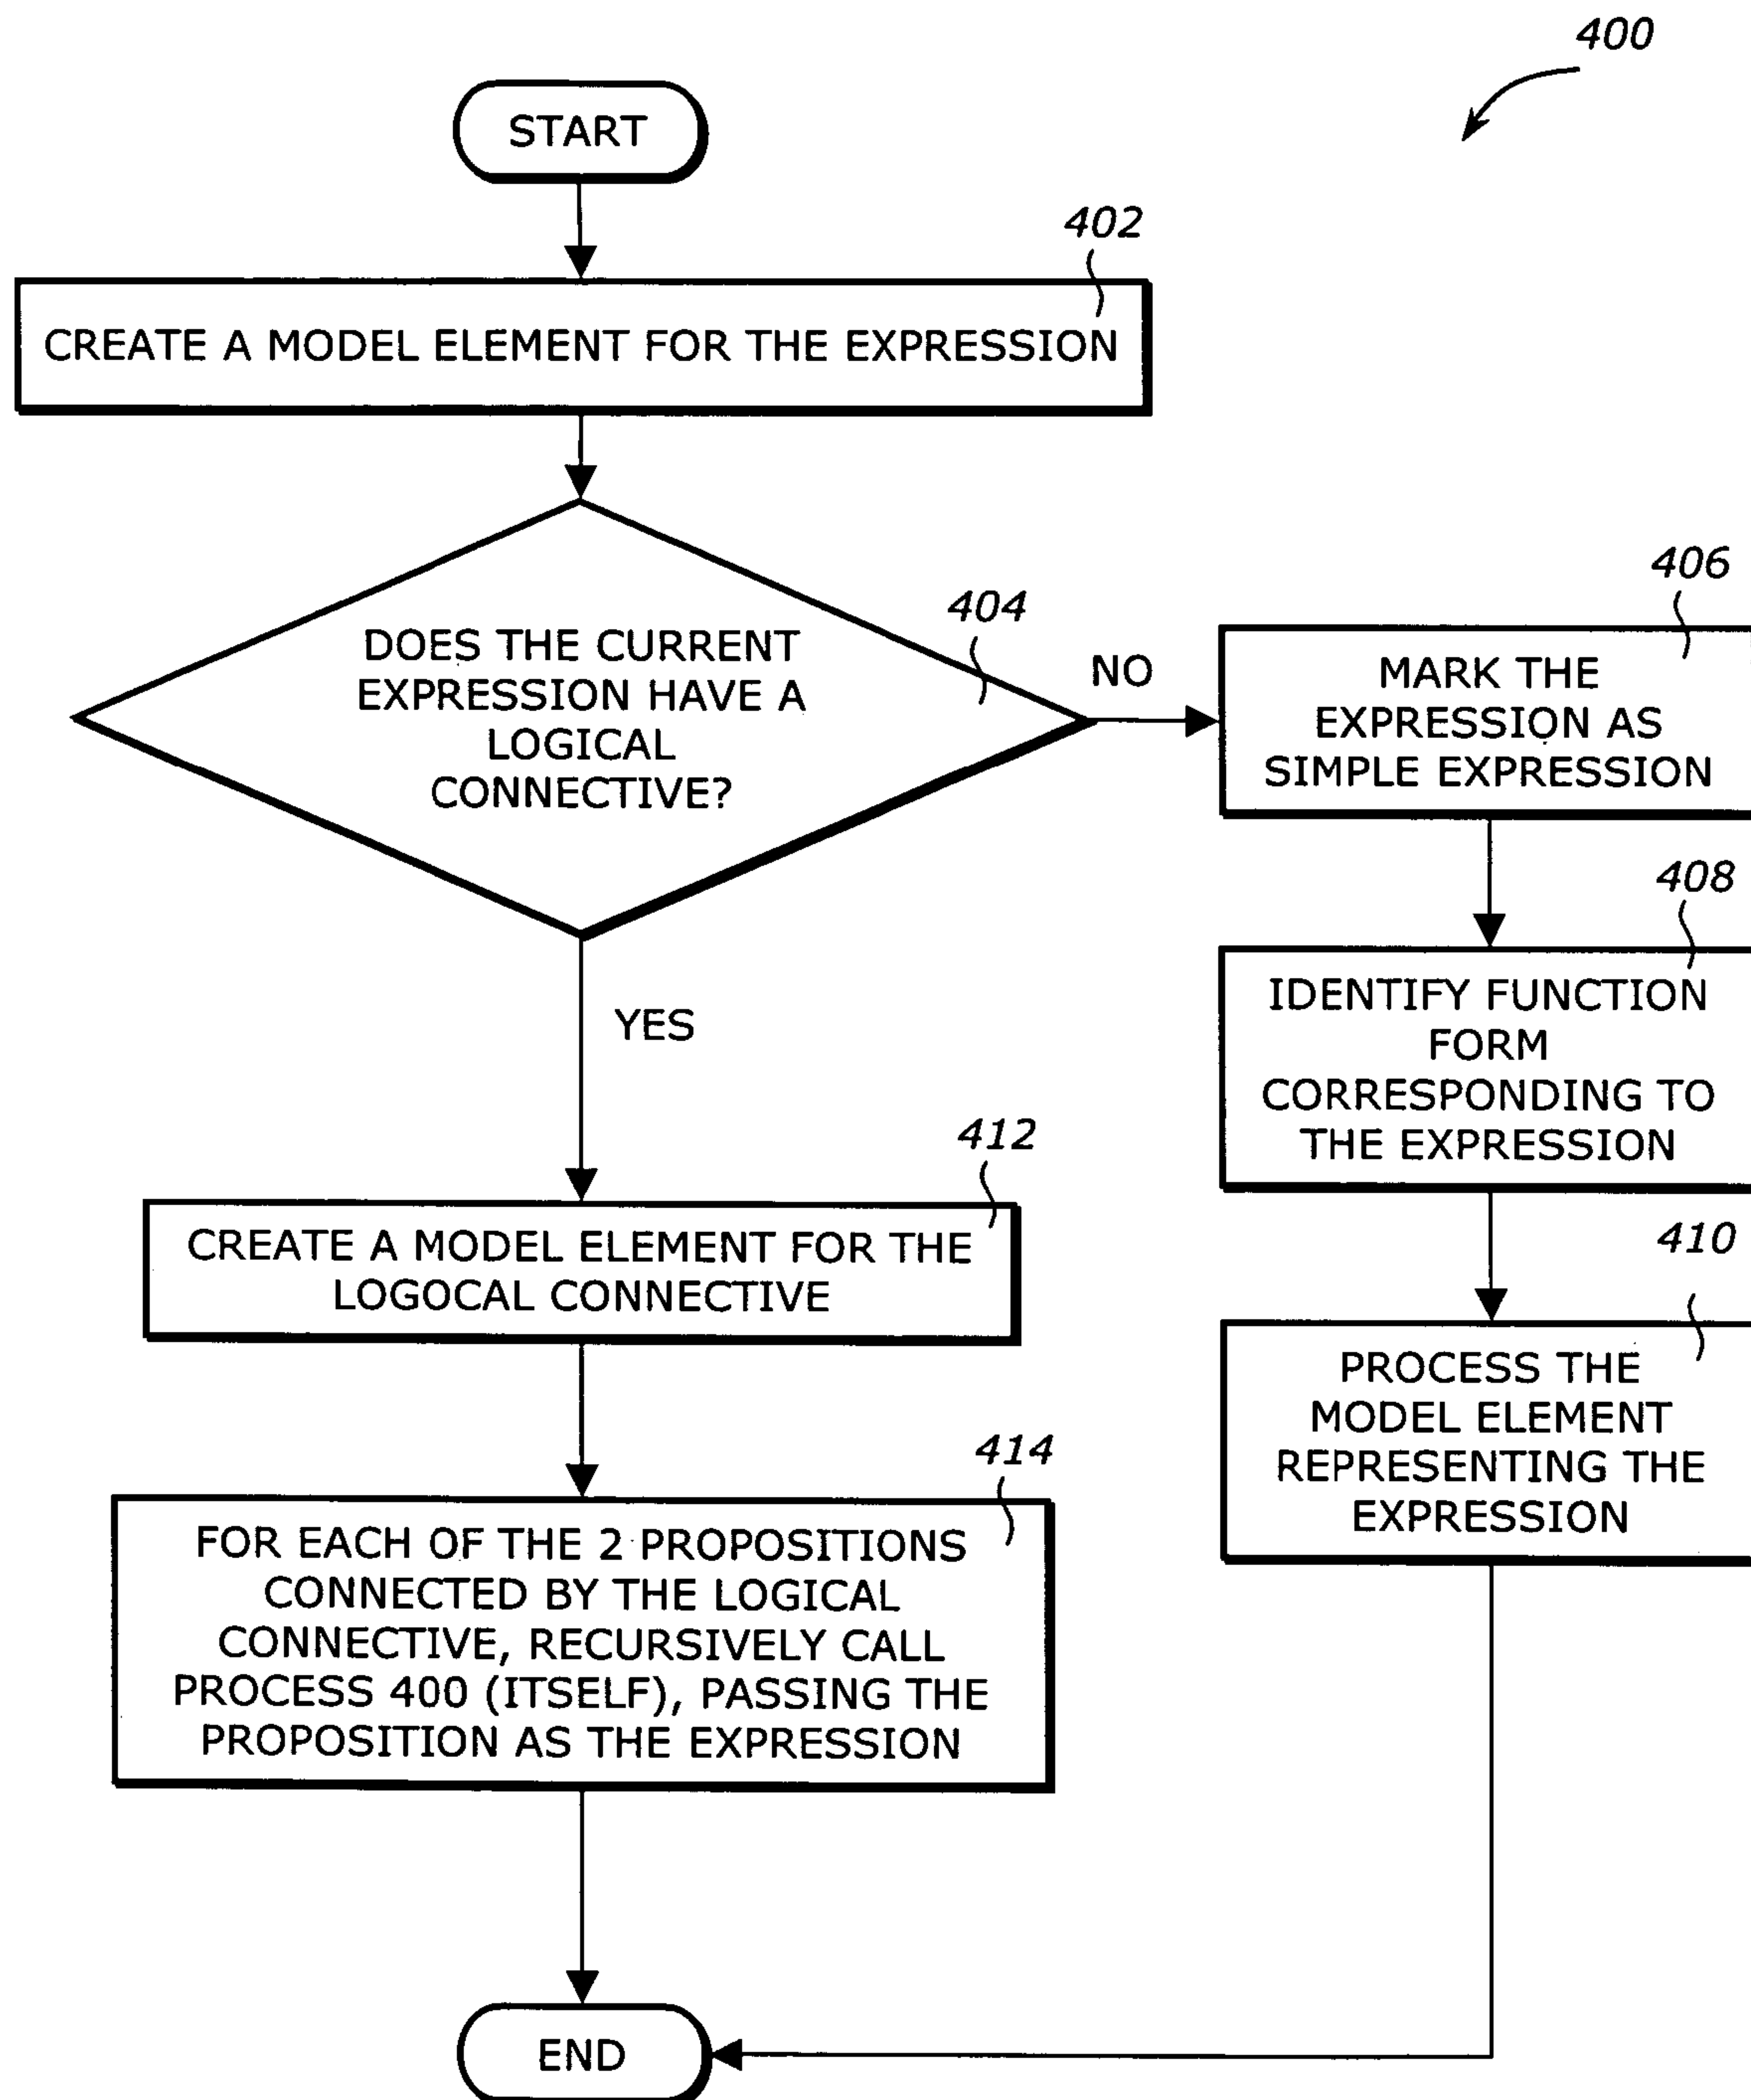 400
START
402
CREATE A MODEL ELEMENT FOR THE EXPRESSION
404
DOES THE CURRENT
EXPRESSION HAVE A
LOGICAL
CONNECTIVE?
NO
406
MARK THE
EXPRESSION AS
SIMPLE EXPRESSION
408
IDENTIFY FUNCTION
FORM
CORRESPONDING TO
THE EXPRESSION
410
PROCESS THE
MODEL ELEMENT
REPRESENTING THE
EXPRESSION
YES
412
CREATE A MODEL ELEMENT FOR THE
LOGOCAL CONNECTIVE
414
FOR EACH OF THE 2 PROPOSITIONS
CONNECTED BY THE LOGICAL
CONNECTIVE, RECURSIVELY CALL
PROCESS 400 (ITSELF), PASSING THE
PROPOSITION AS THE EXPRESSION
END